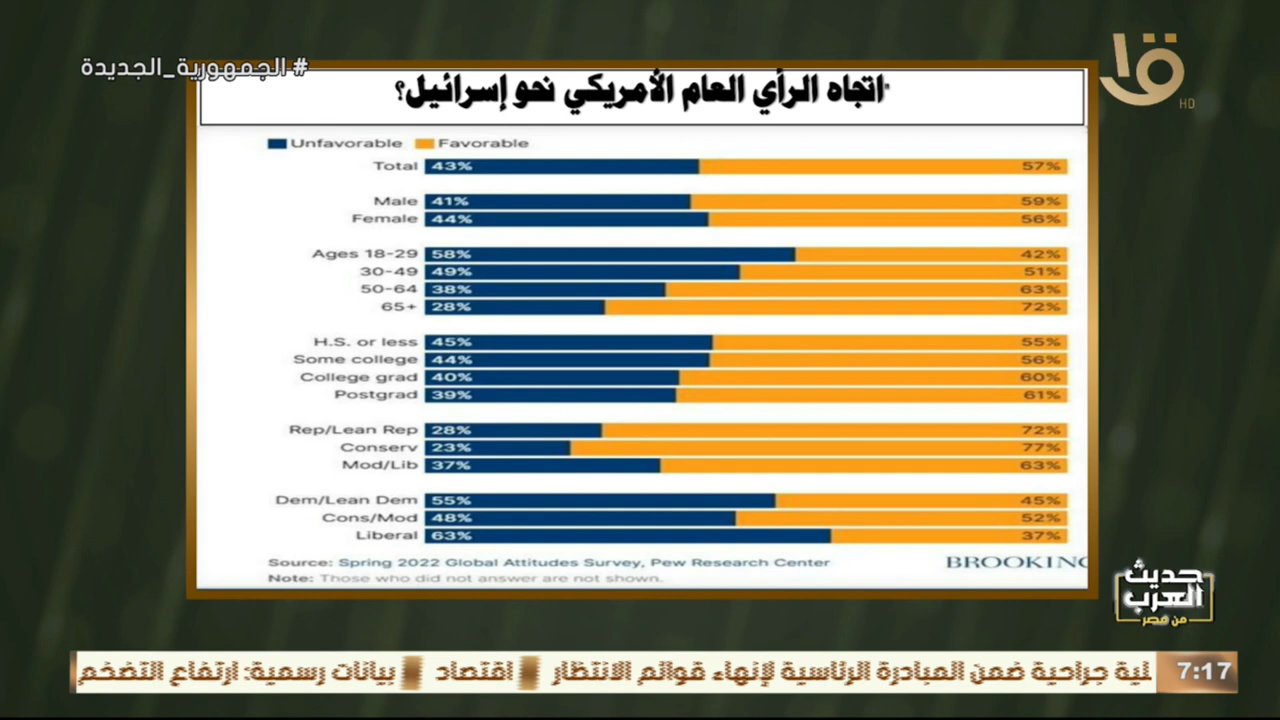 #الجمهورية_الجديدة
HD
اتجاه الرأي العام الأمريكي نحو إسرائيل؟
Unfavorable Favorable
Total 43% 57%
Male 41% 59%
Female 44% 56%
Ages 18-29 58% 42%
30-49 49% 51%
50-64 38% 63%
65+ 28% 72%
H.S. or less 45% 55%
Some college 44% 56%
College grad 40% 60%
Postgrad 39% 61%
Rep/Lean Rep 28% 72%
Conserv 23% 77%
Mod/Lib 37% 63%
Dem/Lean Dem 55% 45%
Cons/Mod 48% 52%
Liberal 63% 37%
Source: Spring 2022 Global Attitudes Survey, Pew Research Center BROOKING
Note: Those who did not answer are not shown.
حديث
العرب
من مصر
7:17 لية جراحية ضمن المبادرة الرئاسية لإنهاء قوائم الانتظار اقتصاد بيانات رسمية: ارتفاع التضخم